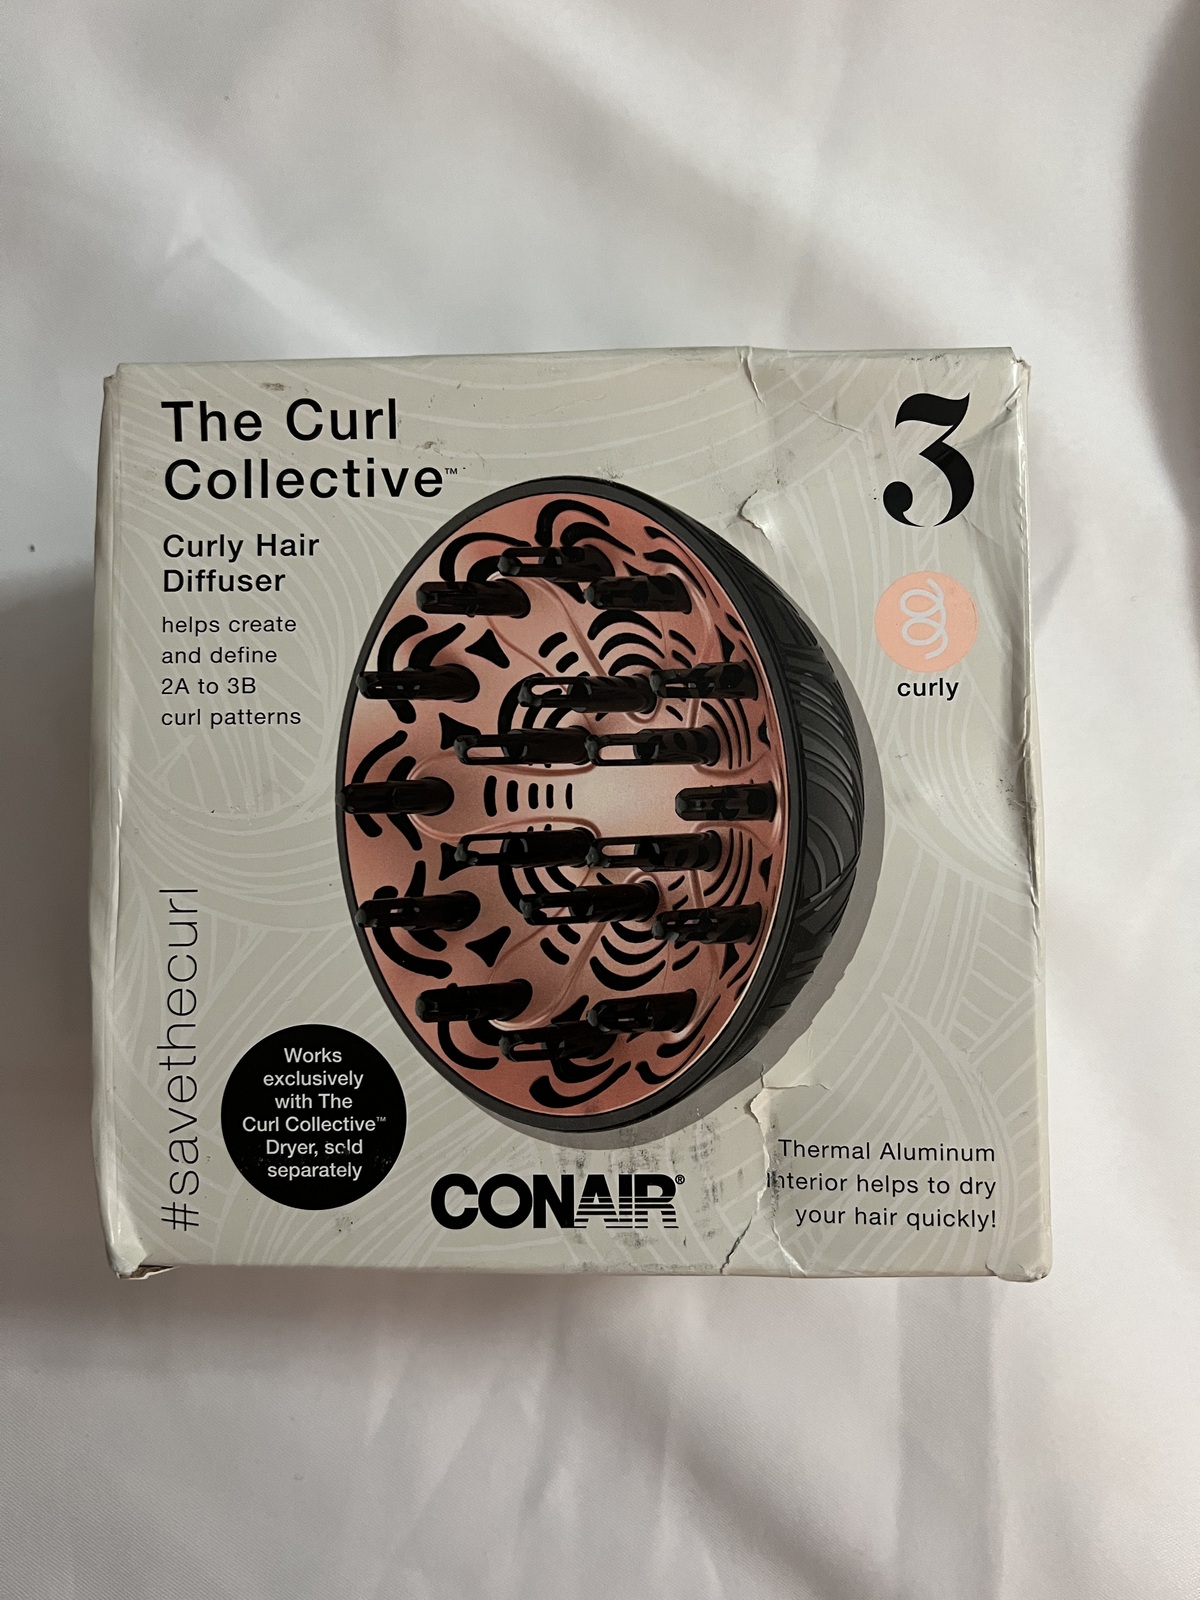 The Curl
Collective™
Curly Hair
Diffuser
helps create
and define
2A to 3B
curl patterns
3
curly
#savethecurl
Works
exclusively
with The
Curl Collective™
Dryer, sold
separately
CONAIR®
Thermal Aluminum
Interior helps to dry
your hair quickly!